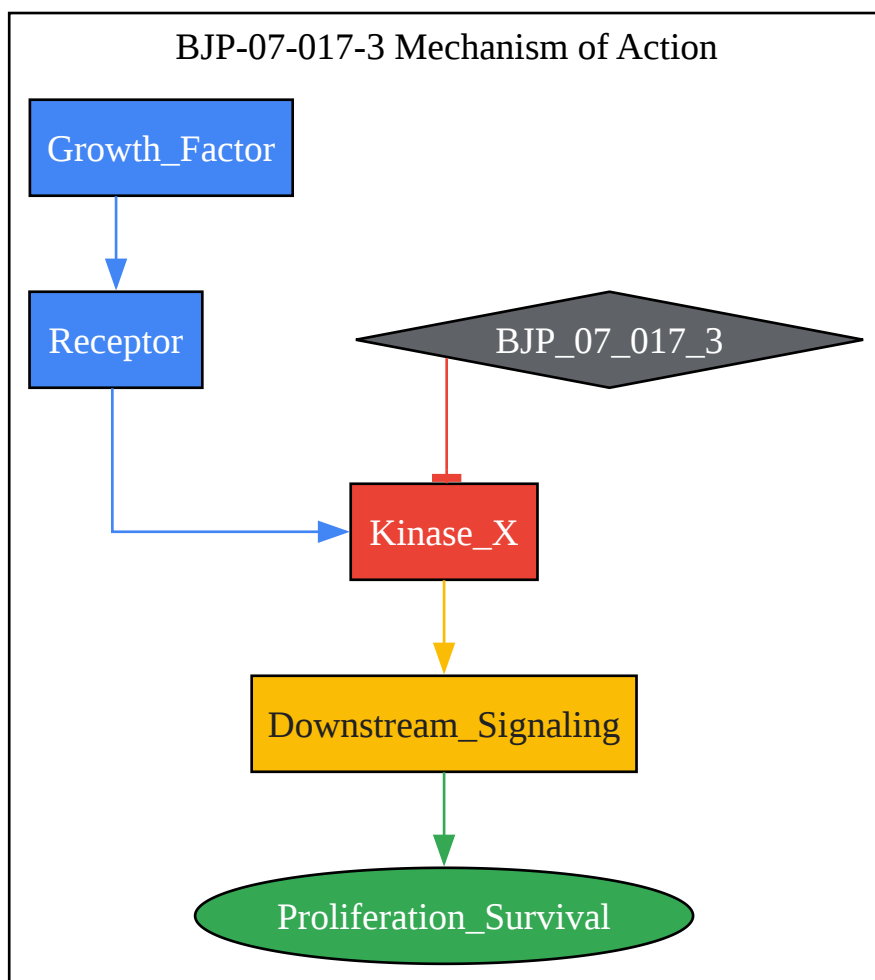 BJP-07-017-3 Mechanism of Action
Growth_Factor
Receptor
BJP_07_017_3
Kinase_X
Downstream_Signaling
Proliferation_Survival